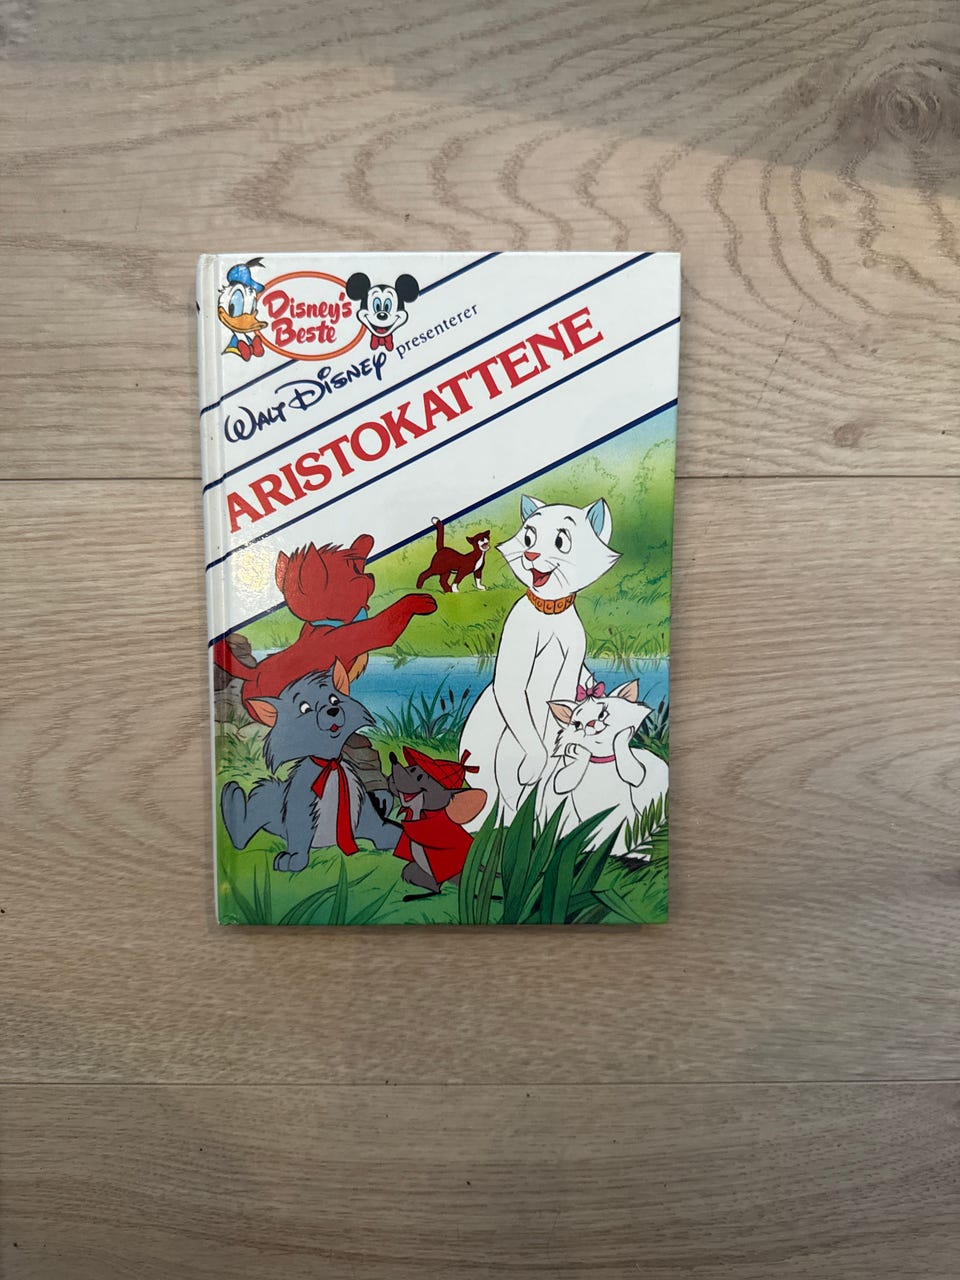 Disney's
Beste
WALT DISNEY presenterer
ARISTOKATTENE